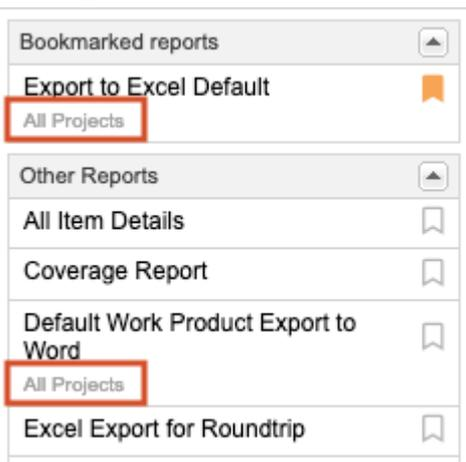 Bookmarked reports
Export to Excel Default
All Projects
Other Reports
All Item Details
Coverage Report
Default Work Product Export to
Word
All Projects
Excel Export for Roundtrip